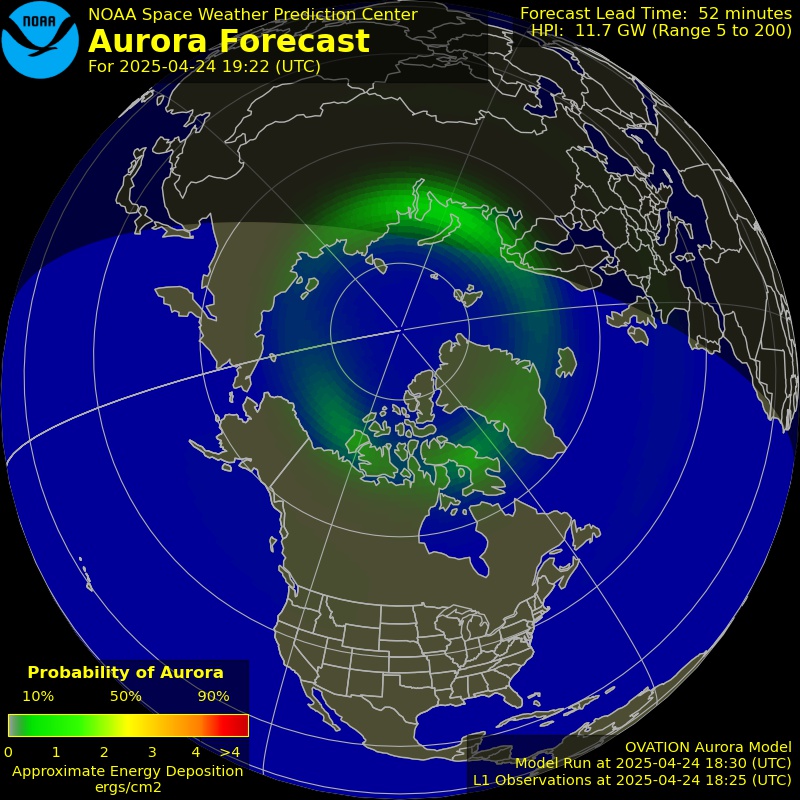 NOAA
NOAA Space Weather Prediction Center
Aurora Forecast
For 2025-04-24 19:22 (UTC)
Forecast Lead Time: 52 minutes
HPI: 11.7 GW (Range 5 to 200)
Probability of Aurora
10% 50% 90%
0 1 2 3 4 >4
Approximate Energy Deposition
ergs/cm2
OVATION Aurora Model
Model Run at 2025-04-24 18:30 (UTC)
L1 Observations at 2025-04-24 18:25 (UTC)